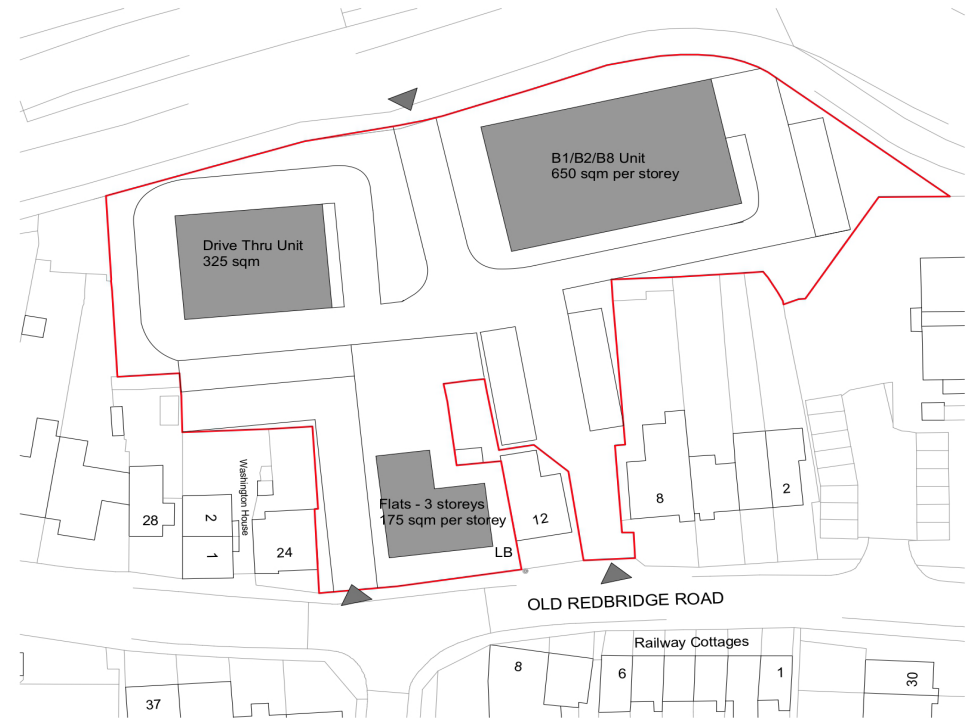 B1/B2/B8 Unit
650 sqm per storey
Drive Thru Unit
325 sqm
Washington House
Flats - 3 storeys
175 sqm per storey
28
2
1
24
12
LB
8
2
OLD REDBRIDGE ROAD
Railway Cottages
8
6
1
30
37